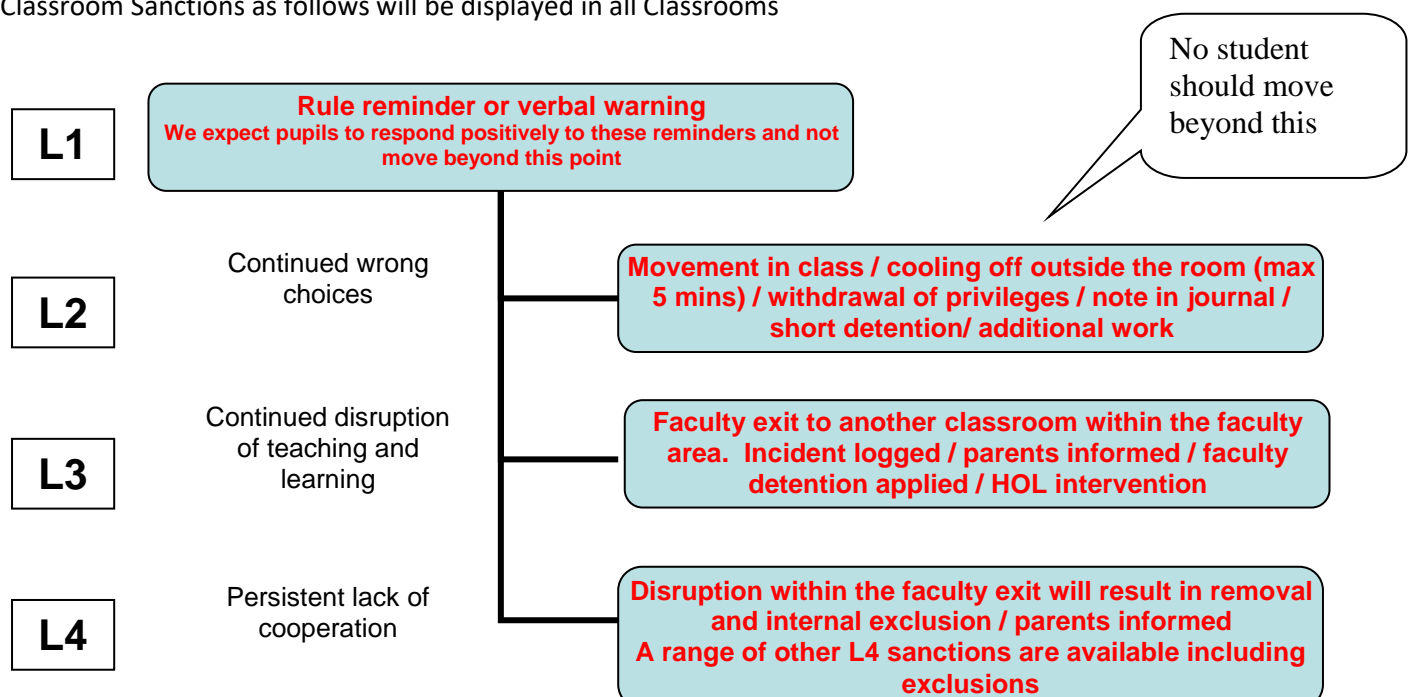 Classroom Sanctions as follows will be displayed in all Classrooms
No student
should move
beyond this
L1
Rule reminder or verbal warning
We expect pupils to respond positively to these reminders and not
move beyond this point
L2
Continued wrong
choices
Movement in class / cooling off outside the room (max
5 mins) / withdrawal of privileges / note in journal /
short detention/ additional work
L3
Continued disruption
of teaching and
learning
Faculty exit to another classroom within the faculty
area.  Incident logged / parents informed / faculty
detention applied / HOL intervention
L4
Persistent lack of
cooperation
Disruption within the faculty exit will result in removal
and internal exclusion / parents informed
A range of other L4 sanctions are available including
exclusions